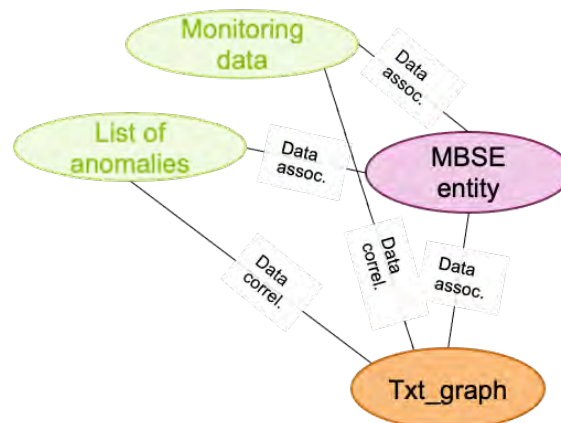 Monitoring
data
Data
assoc.
List of
anomalies
Data
assoc.
MBSE
entity
Data
correl.
Data
correl.
Data
assoc.
Txt_graph